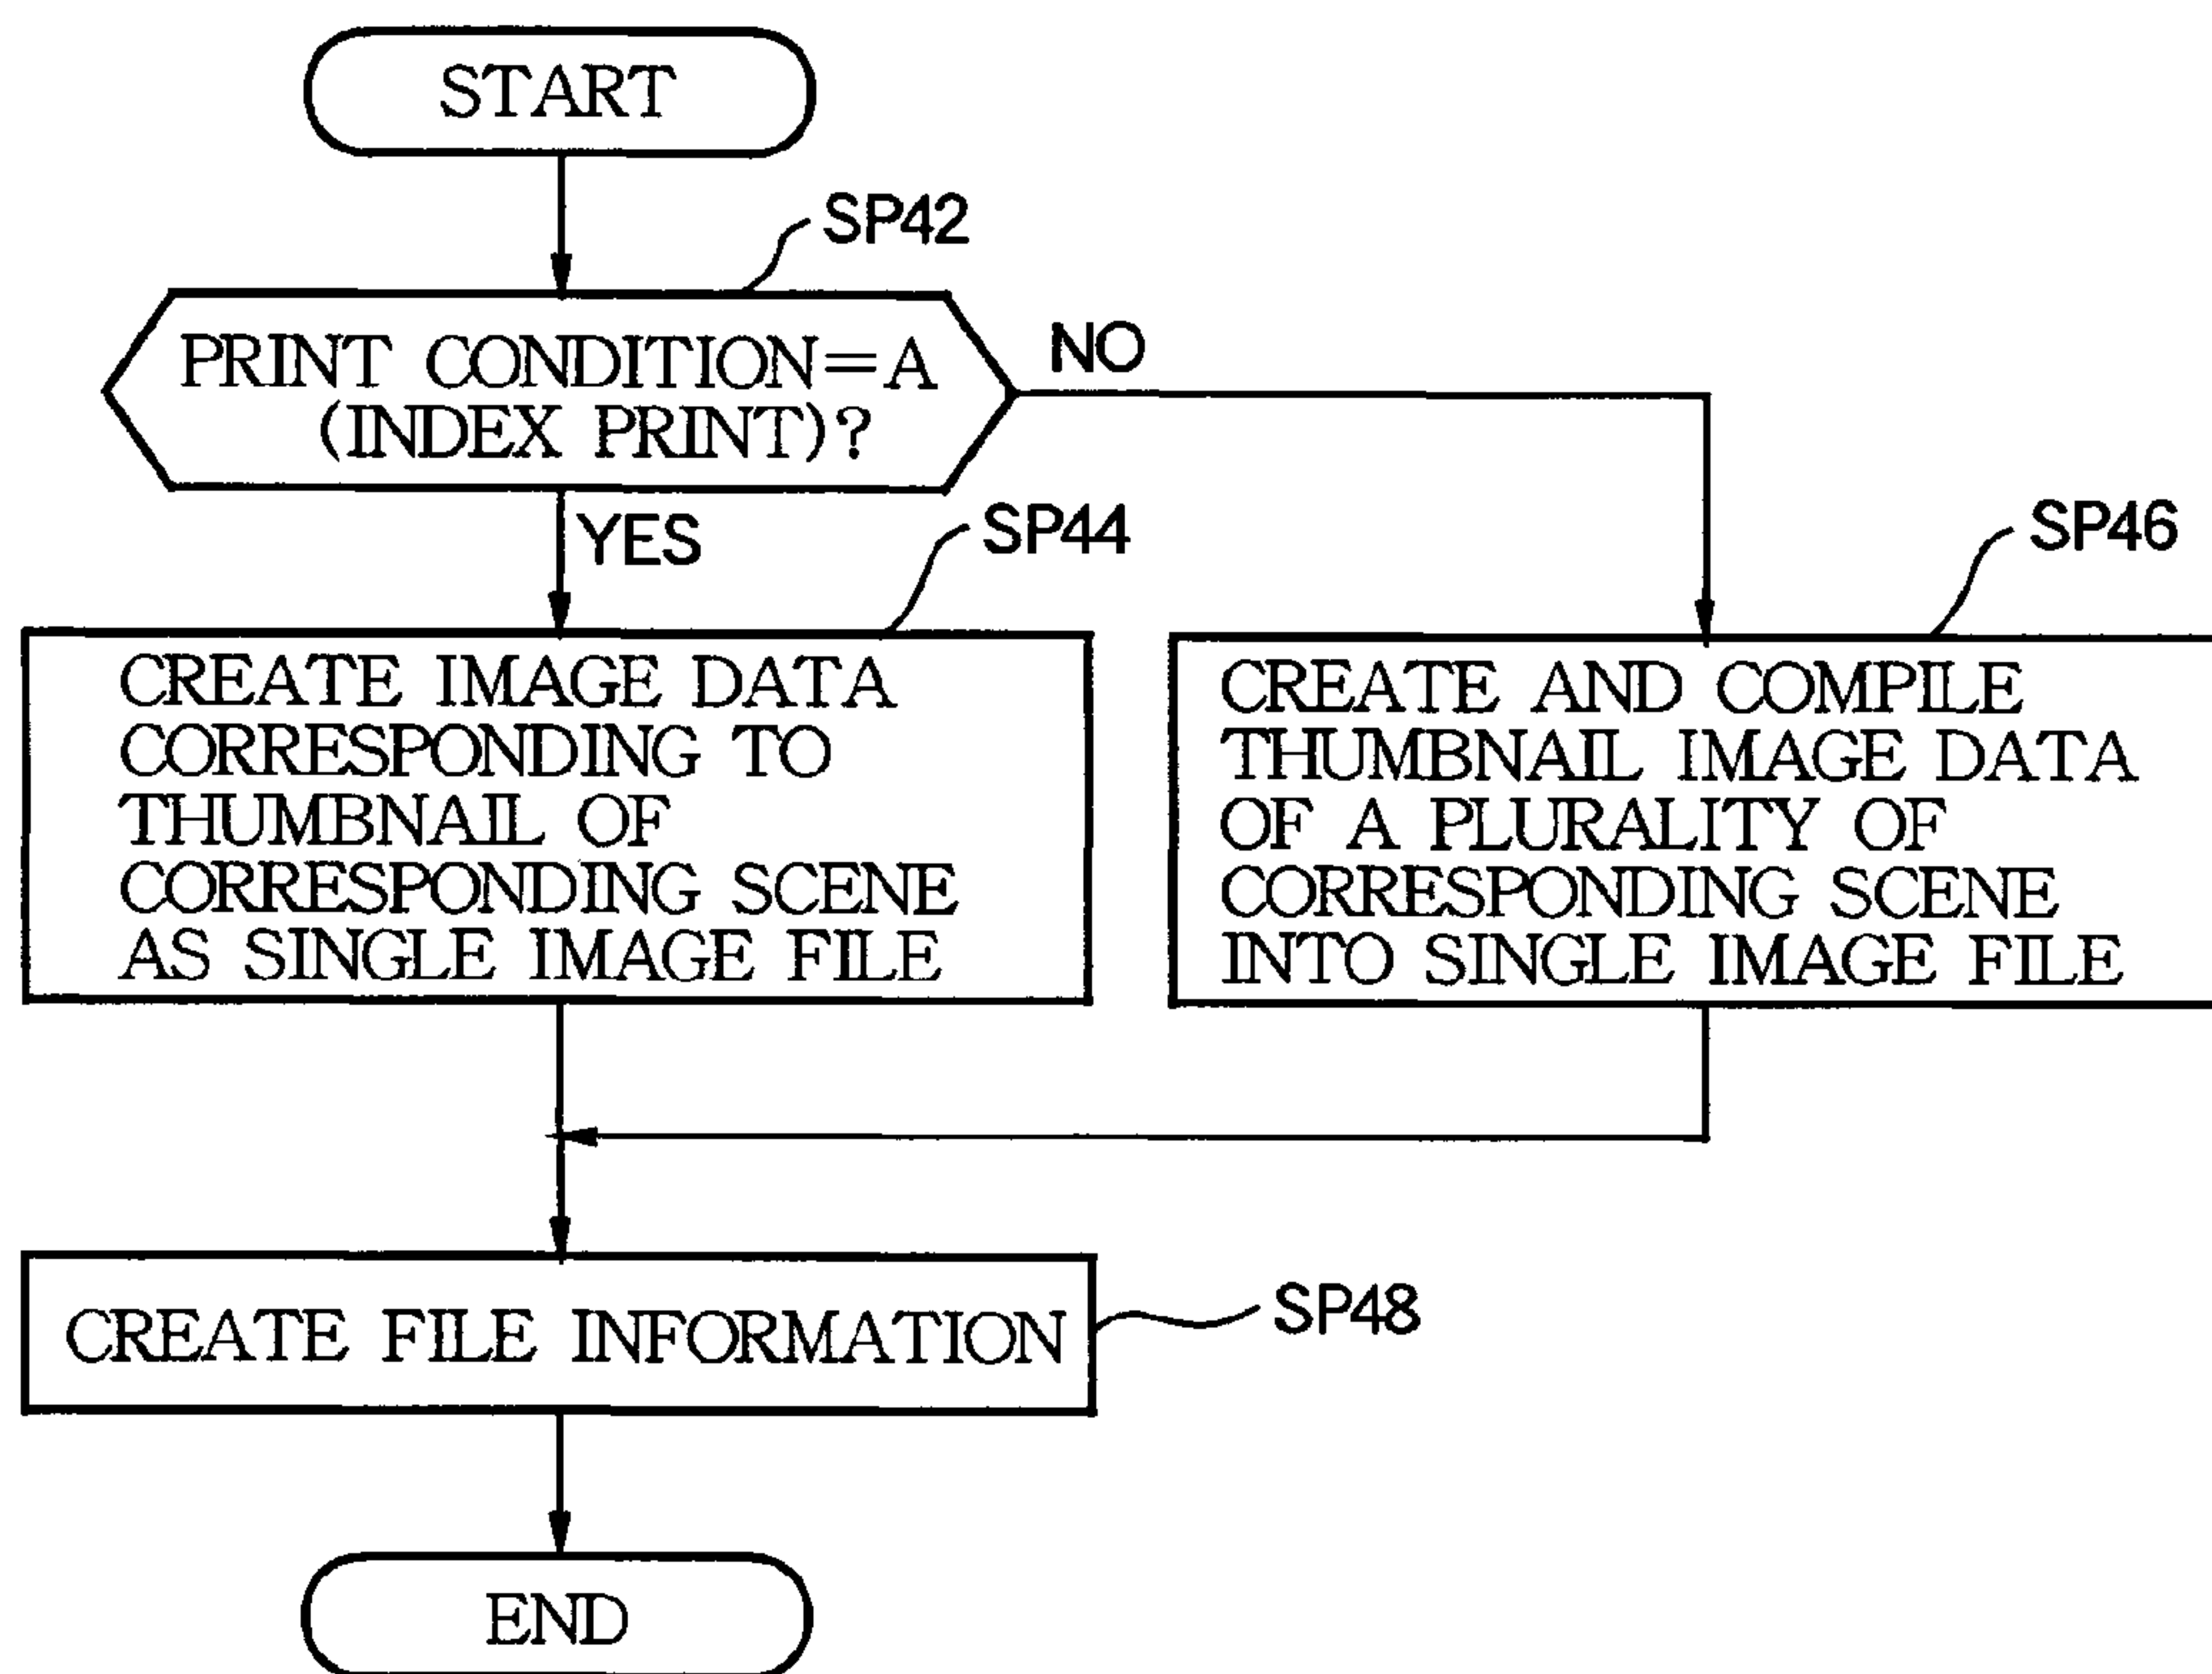 START
SP42
PRINT CONDITION=A
(INDEX PRINT)?
NO
YES
SP44
CREATE IMAGE DATA
CORRESPONDING TO
THUMBNAIL OF
CORRESPONDING SCENE
AS SINGLE IMAGE FILE
SP46
CREATE AND COMPILE
THUMBNAIL IMAGE DATA
OF A PLURALITY OF
CORRESPONDING SCENE
INTO SINGLE IMAGE FILE
CREATE FILE INFORMATION
SP48
END